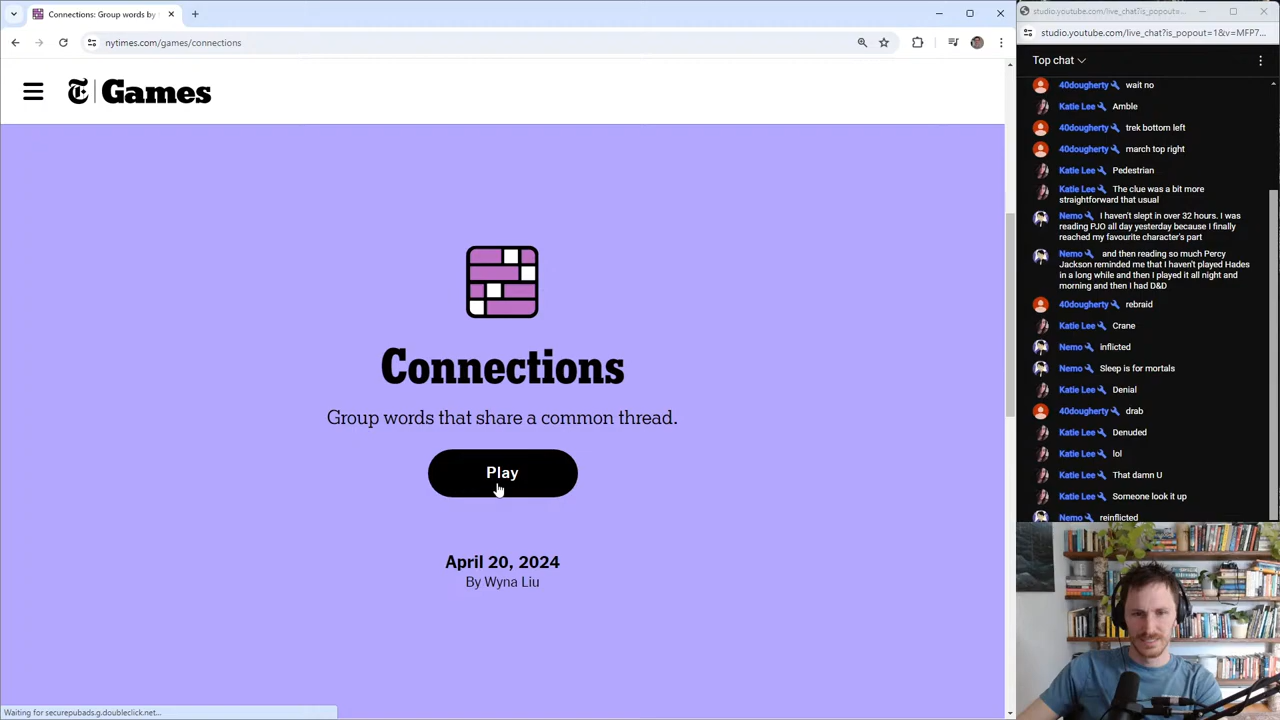 Connections: Group words by
nytimes.com/games/connections
Games
Connections
Group words that share a common thread.
Play
April 20, 2024
By Wyna Liu
Waiting for securepubads.g.doubleclick.net...
studio.youtube.com/live_chat?is_popout=...
studio.youtube.com/live_chat?is_popout=1&v=MFP7...
Top chat
40dougherty wait no
Katie Lee Amble
40dougherty trek bottom left
40dougherty march top right
Katie Lee Pedestrian
Katie Lee The clue was a bit more
straightforward that usual
Nemo I haven't slept in over 32 hours. I was
reading PJO all day yesterday because I finally
reached my favourite character's part
Nemo and then reading so much Percy
Jackson reminded me that I haven't played Hades
in a long while and then I played it all night and
morning and then I had D&D
40dougherty rebraid
Katie Lee Crane
Nemo inflicted
Nemo Sleep is for mortals
Katie Lee Denial
40dougherty drab
Katie Lee Denuded
Katie Lee lol
Katie Lee That damn U
Katie Lee Someone look it up
Nemo reinflicted